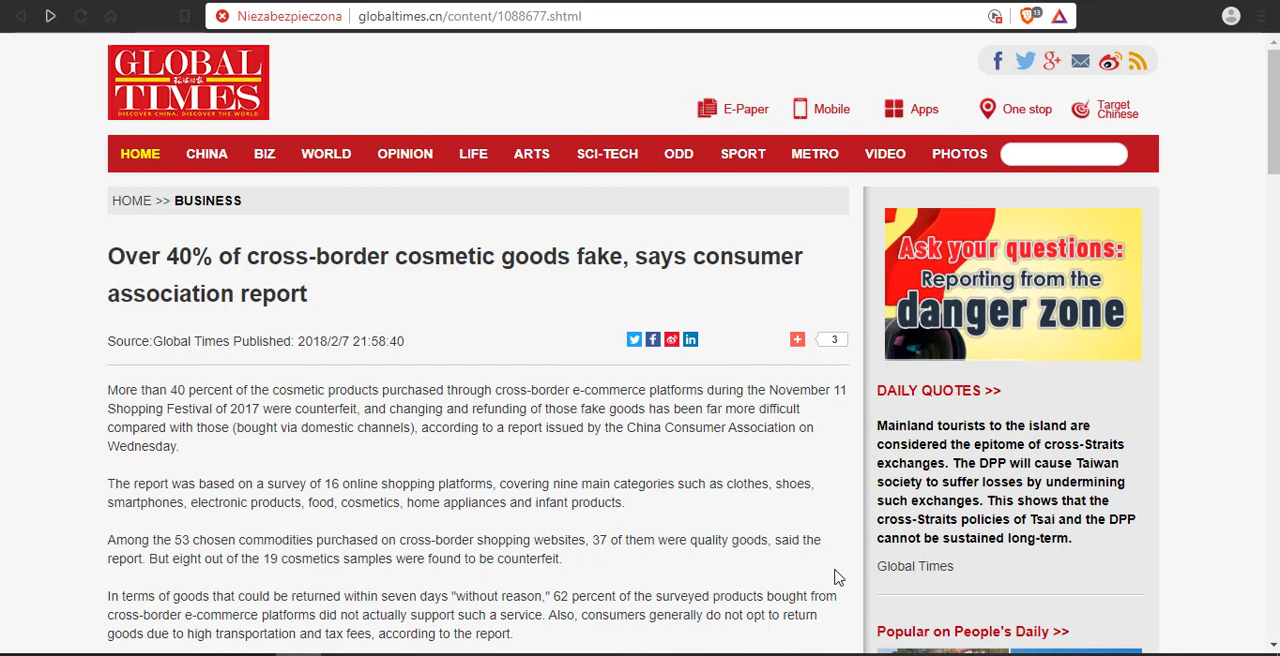 Niezabezpieczona
globaltimes.cn/content/1088677.shtml
13
GLOBAL
环球时报
TIMES
DISCOVER CHINA, DISCOVER THE WORLD
E-Paper
Mobile
Apps
One stop
Target
Chinese
HOME CHINA BIZ WORLD OPINION LIFE ARTS SCI-TECH ODD SPORT METRO VIDEO PHOTOS
HOME >> BUSINESS
Over 40% of cross-border cosmetic goods fake, says consumer
association report
Source:Global Times Published: 2018/2/7 21:58:40
3
More than 40 percent of the cosmetic products purchased through cross-border e-commerce platforms during the November 11
Shopping Festival of 2017 were counterfeit, and changing and refunding of those fake goods has been far more difficult
compared with those (bought via domestic channels), according to a report issued by the China Consumer Association on
Wednesday.
The report was based on a survey of 16 online shopping platforms, covering nine main categories such as clothes, shoes,
smartphones, electronic products, food, cosmetics, home appliances and infant products.
Among the 53 chosen commodities purchased on cross-border shopping websites, 37 of them were quality goods, said the
report. But eight out of the 19 cosmetics samples were found to be counterfeit.
In terms of goods that could be returned within seven days "without reason," 62 percent of the surveyed products bought from
cross-border e-commerce platforms did not actually support such a service. Also, consumers generally do not opt to return
goods due to high transportation and tax fees, according to the report.
Ask your questions:
Reporting from the
danger zone
DAILY QUOTES >>
Mainland tourists to the island are
considered the epitome of cross-Straits
exchanges. The DPP will cause Taiwan
society to suffer losses by undermining
such exchanges. This shows that the
cross-Straits policies of Tsai and the DPP
cannot be sustained long-term.
Global Times
Popular on People's Daily >>